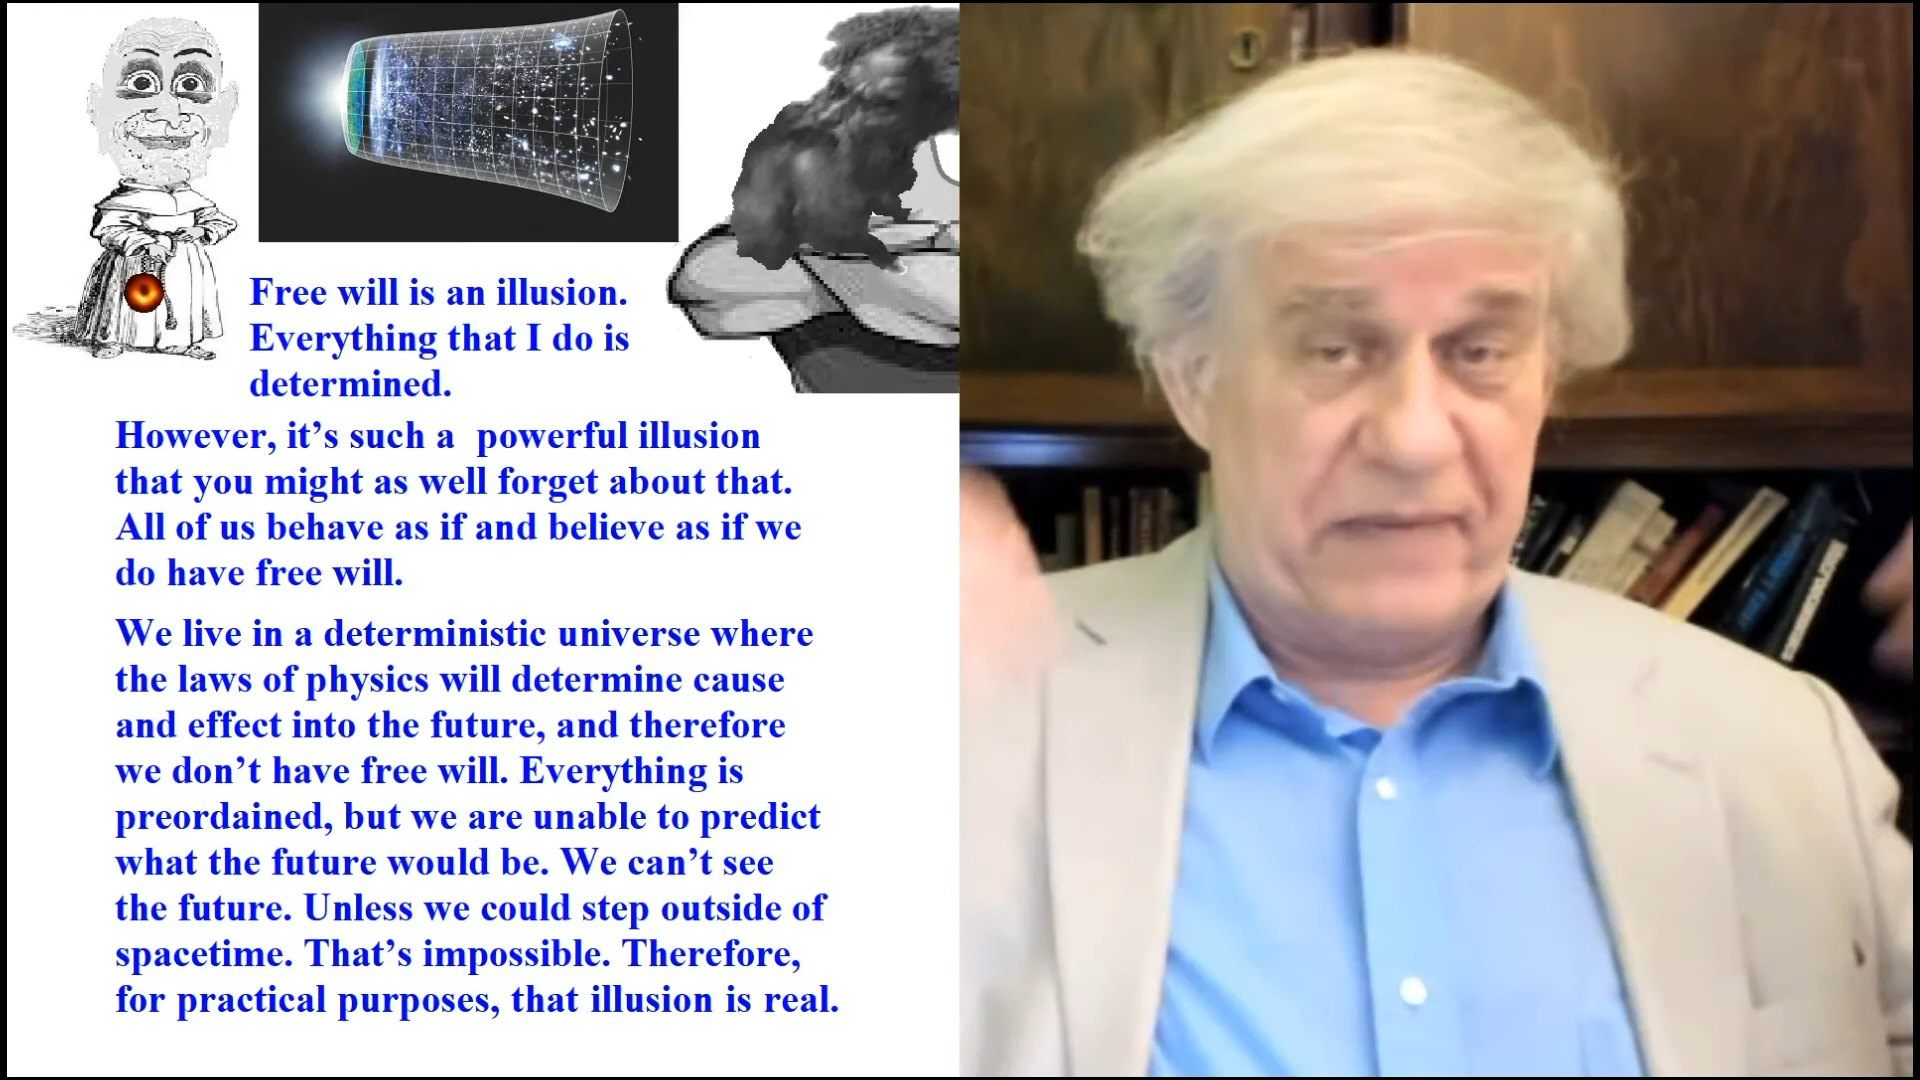 Free will is an illusion.
Everything that I do is
determined.
However, it’s such a  powerful illusion
that you might as well forget about that.
All of us behave as if and believe as if we
do have free will.
We live in a deterministic universe where
the laws of physics will determine cause
and effect into the future, and therefore
we don’t have free will. Everything is
preordained, but we are unable to predict
what the future would be. We can’t see
the future. Unless we could step outside of
spacetime. That’s impossible. Therefore,
for practical purposes, that illusion is real.